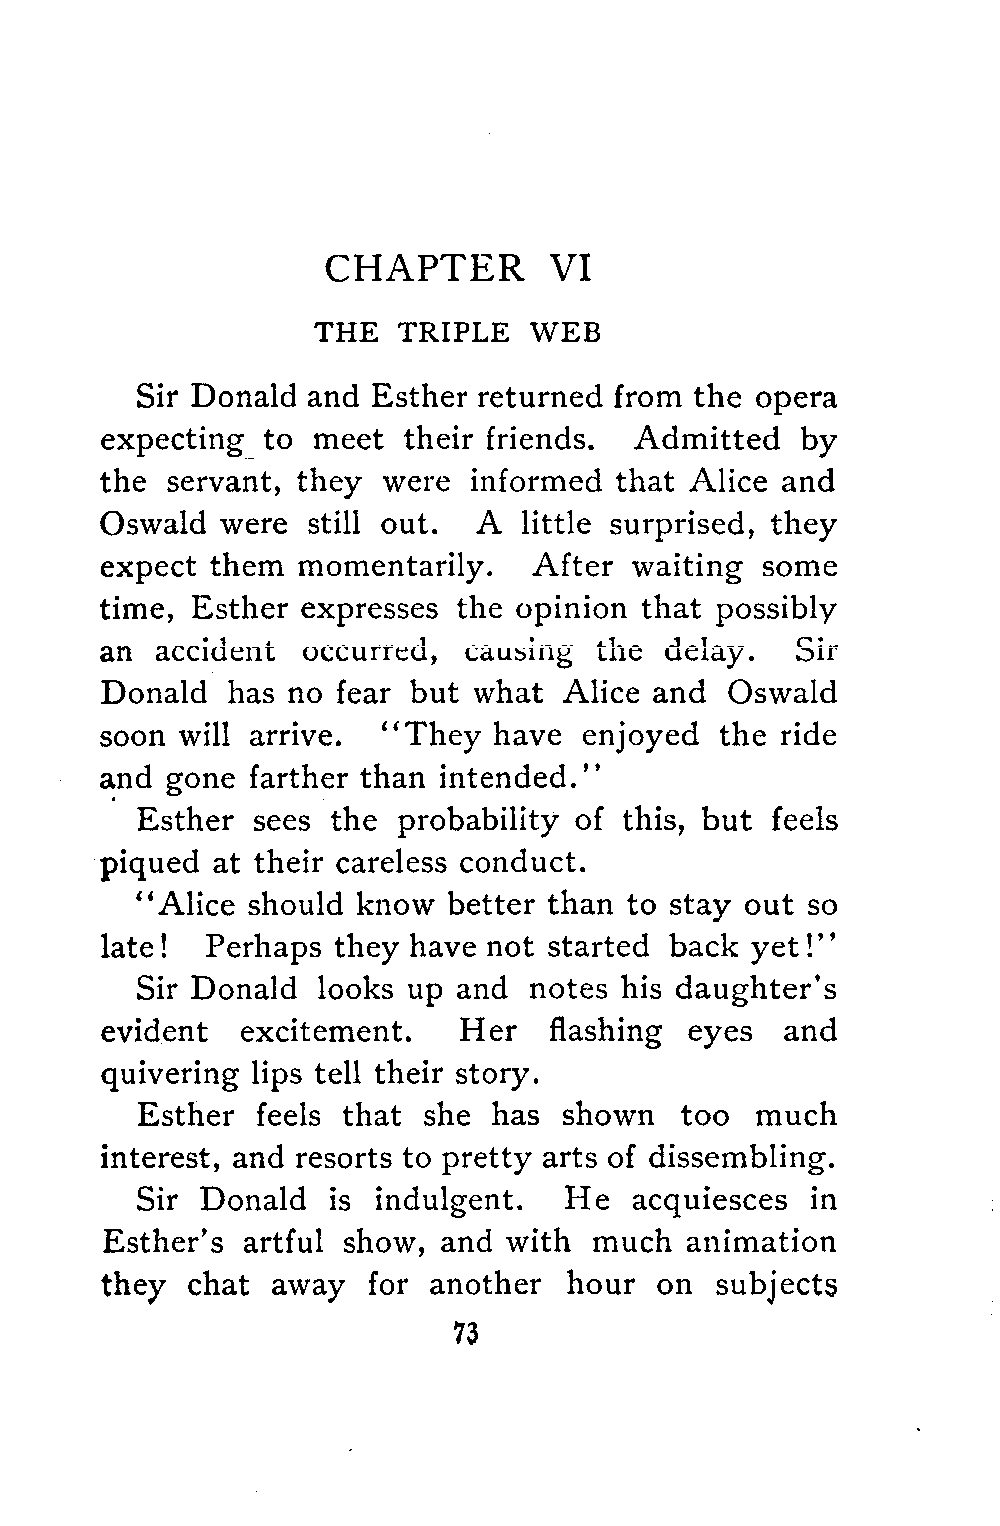 CHAPTER VI
THE TRIPLE WEB
Sir Donald and Esther returned from the opera
expecting to meet their friends. Admitted by
the servant, they were informed that Alice and
Oswald were still out. A little surprised, they
expect them momentarily. After waiting some
time, Esther expresses the opinion that possibly
an accident occurred, causing the delay. Sir
Donald has no fear but what Alice and Oswald
soon will arrive. "They have enjoyed the ride
and gone farther than intended."
Esther sees the probability of this, but feels
piqued at their careless conduct.
"Alice should know better than to stay out so
late! Perhaps they have not started back yet!"
Sir Donald looks up and notes his daughter's
evident excitement. Her flashing eyes and
quivering lips tell their story.
Esther feels that she has shown too much
interest, and resorts to pretty arts of dissembling.
Sir Donald is indulgent. He acquiesces in
Esther's artful show, and with much animation
they chat away for another hour on subjects
73